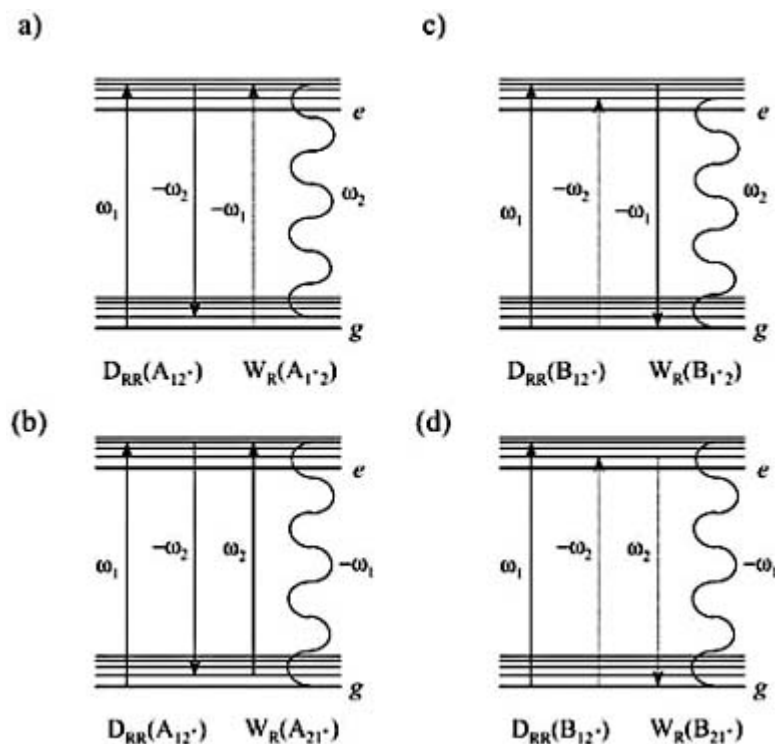 a)
e
ω₁
−ω₂
−ω₁
ω₂
g
D_RR(A₁₂*) W_R(A₁*₂)
c)
e
ω₁
−ω₂
−ω₁
ω₂
g
D_RR(B₁₂*) W_R(B₁*₂)
(b)
e
ω₁
−ω₂
ω₂
−ω₁
g
D_RR(A₁₂*) W_R(A₂₁*)
(d)
e
ω₁
−ω₂
ω₂
−ω₁
g
D_RR(B₁₂*) W_R(B₂₁*)